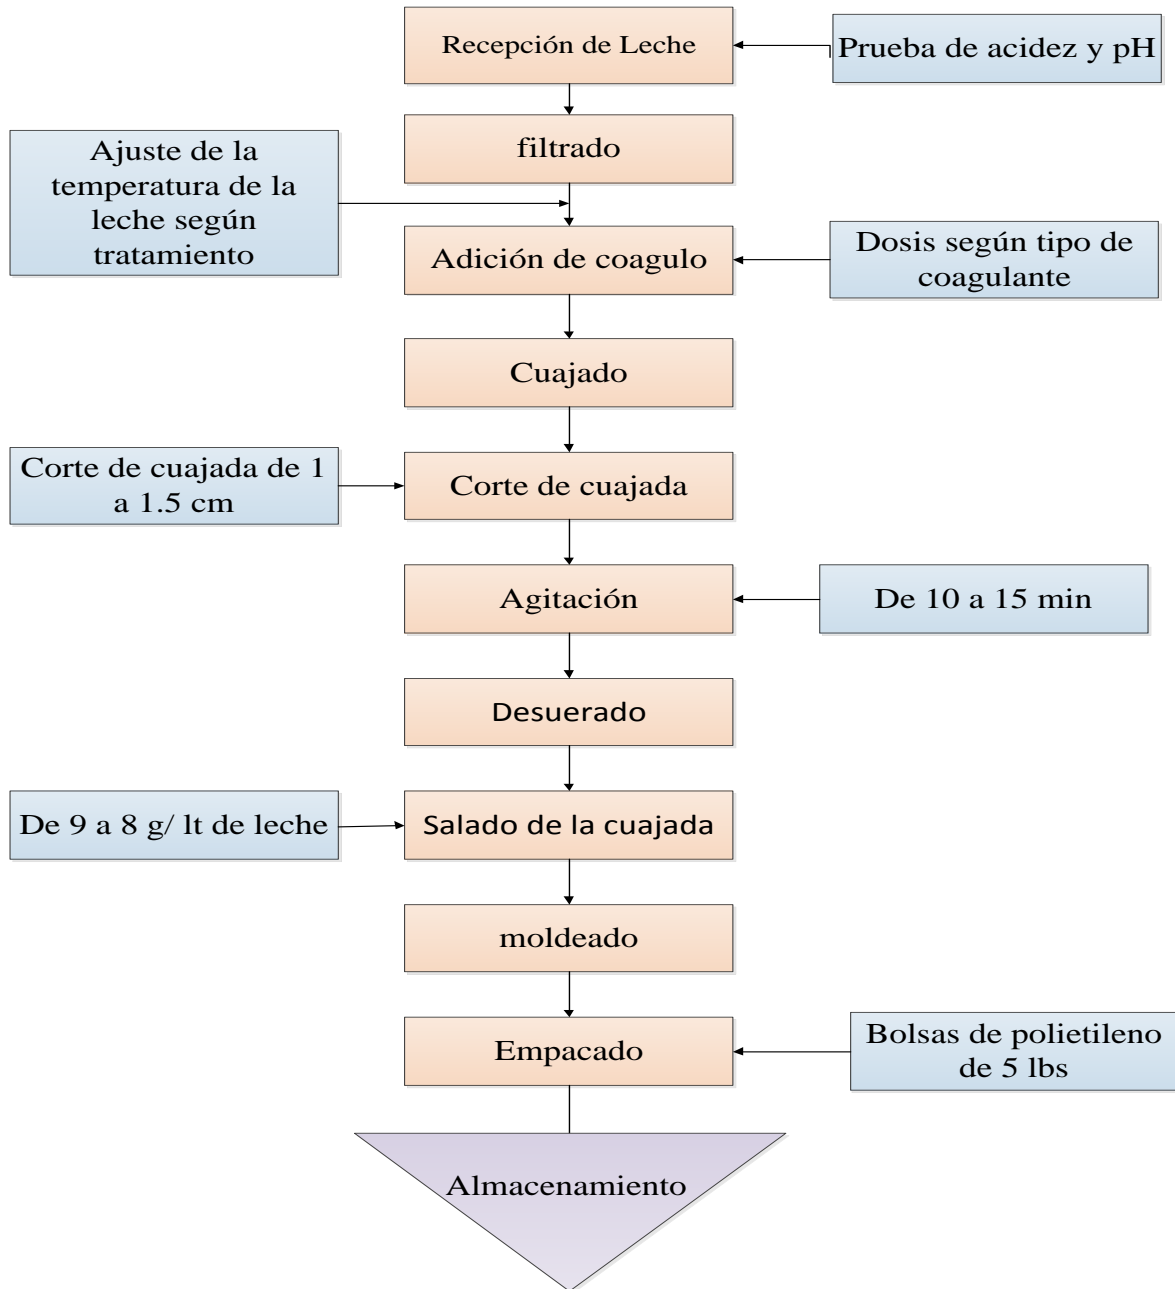 Recepción de Leche
Prueba de acidez y pH
filtrado
Ajuste de la
temperatura de la
leche según
tratamiento
Adición de coagulo
Dosis según tipo de
coagulante
Cuajado
Corte de cuajada de 1
a 1.5 cm
Corte de cuajada
Agitación
De 10 a 15 min
Desuerado
De 9 a 8 g/ lt de leche
Salado de la cuajada
moldeado
Empacado
Bolsas de polietileno
de 5 lbs
Almacenamiento